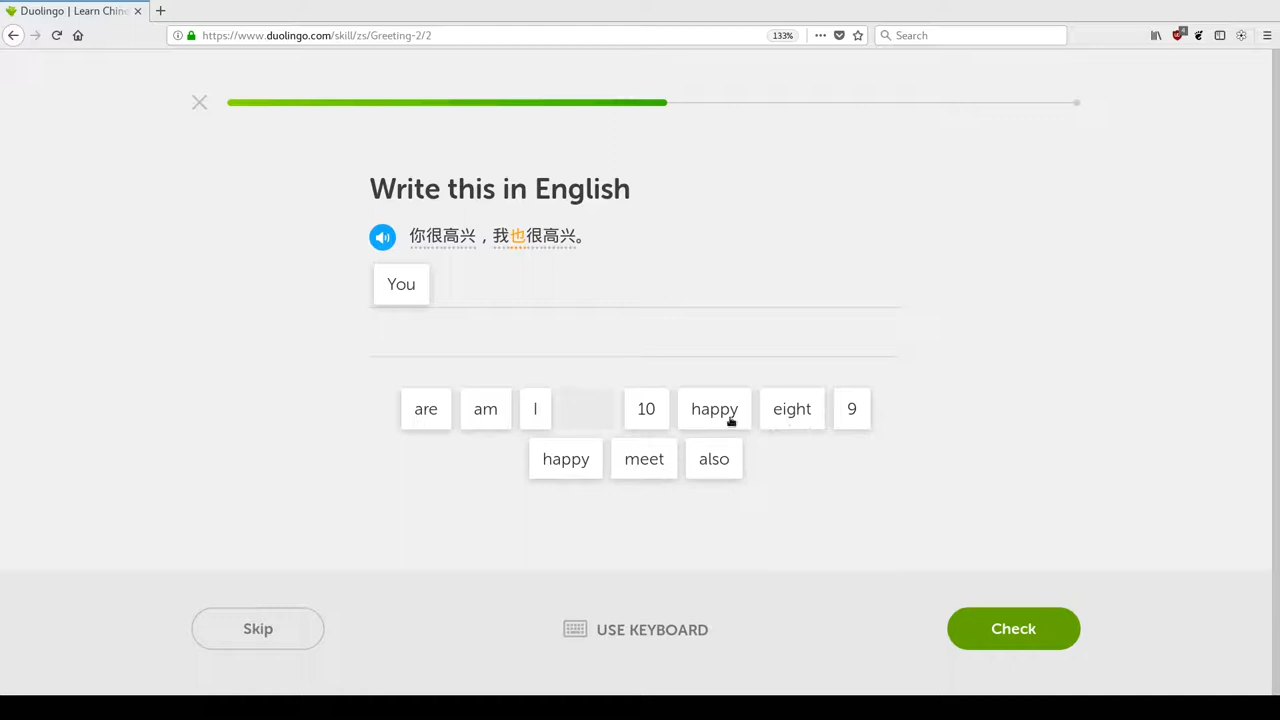 Duolingo | Learn Chin
https://www.duolingo.com/skill/zs/Greeting-2/2
133%
Search
4
Write this in English
你很高兴，我也很高兴。
You
are am I 10 happy eight 9
happy meet also
Skip
USE KEYBOARD
Check